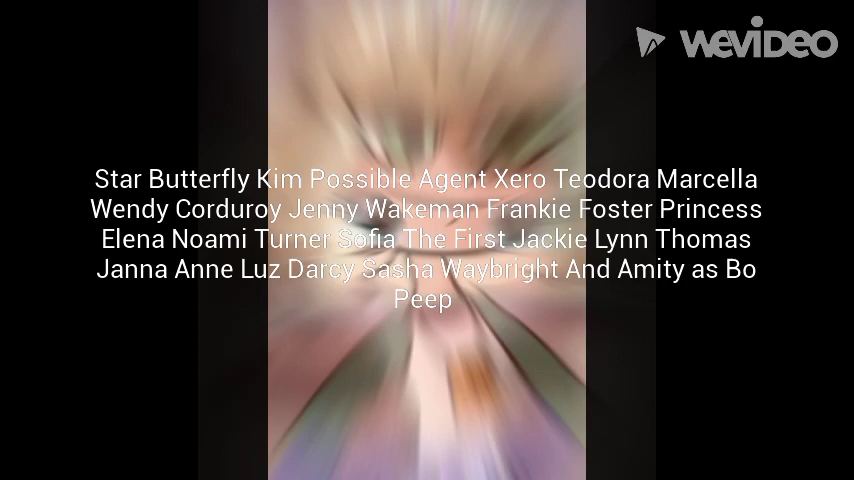 WEVIDEO
Star Butterfly Kim Possible Agent Xero Teodora Marcella
Wendy Corduroy Jenny Wakeman Frankie Foster Princess
Elena Noami Turner Sofia The First Jackie Lynn Thomas
Janna Anne Luz Darcy Sasha Waybright And Amity as Bo
Peep